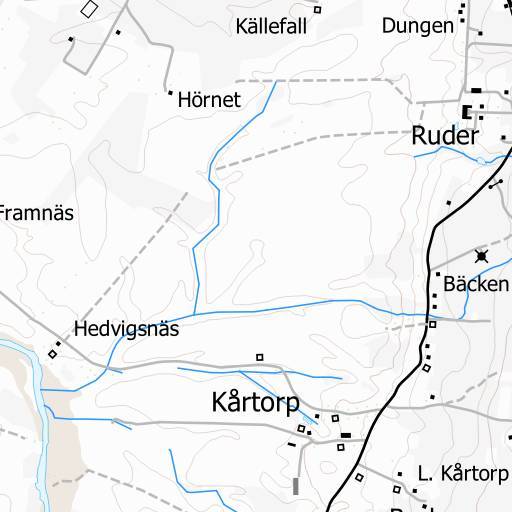 Källefall
Dungen
Hörnet
Ruder
Framnäs
Bäcken
Hedvigsnäs
Kårtorp
L. Kårtorp